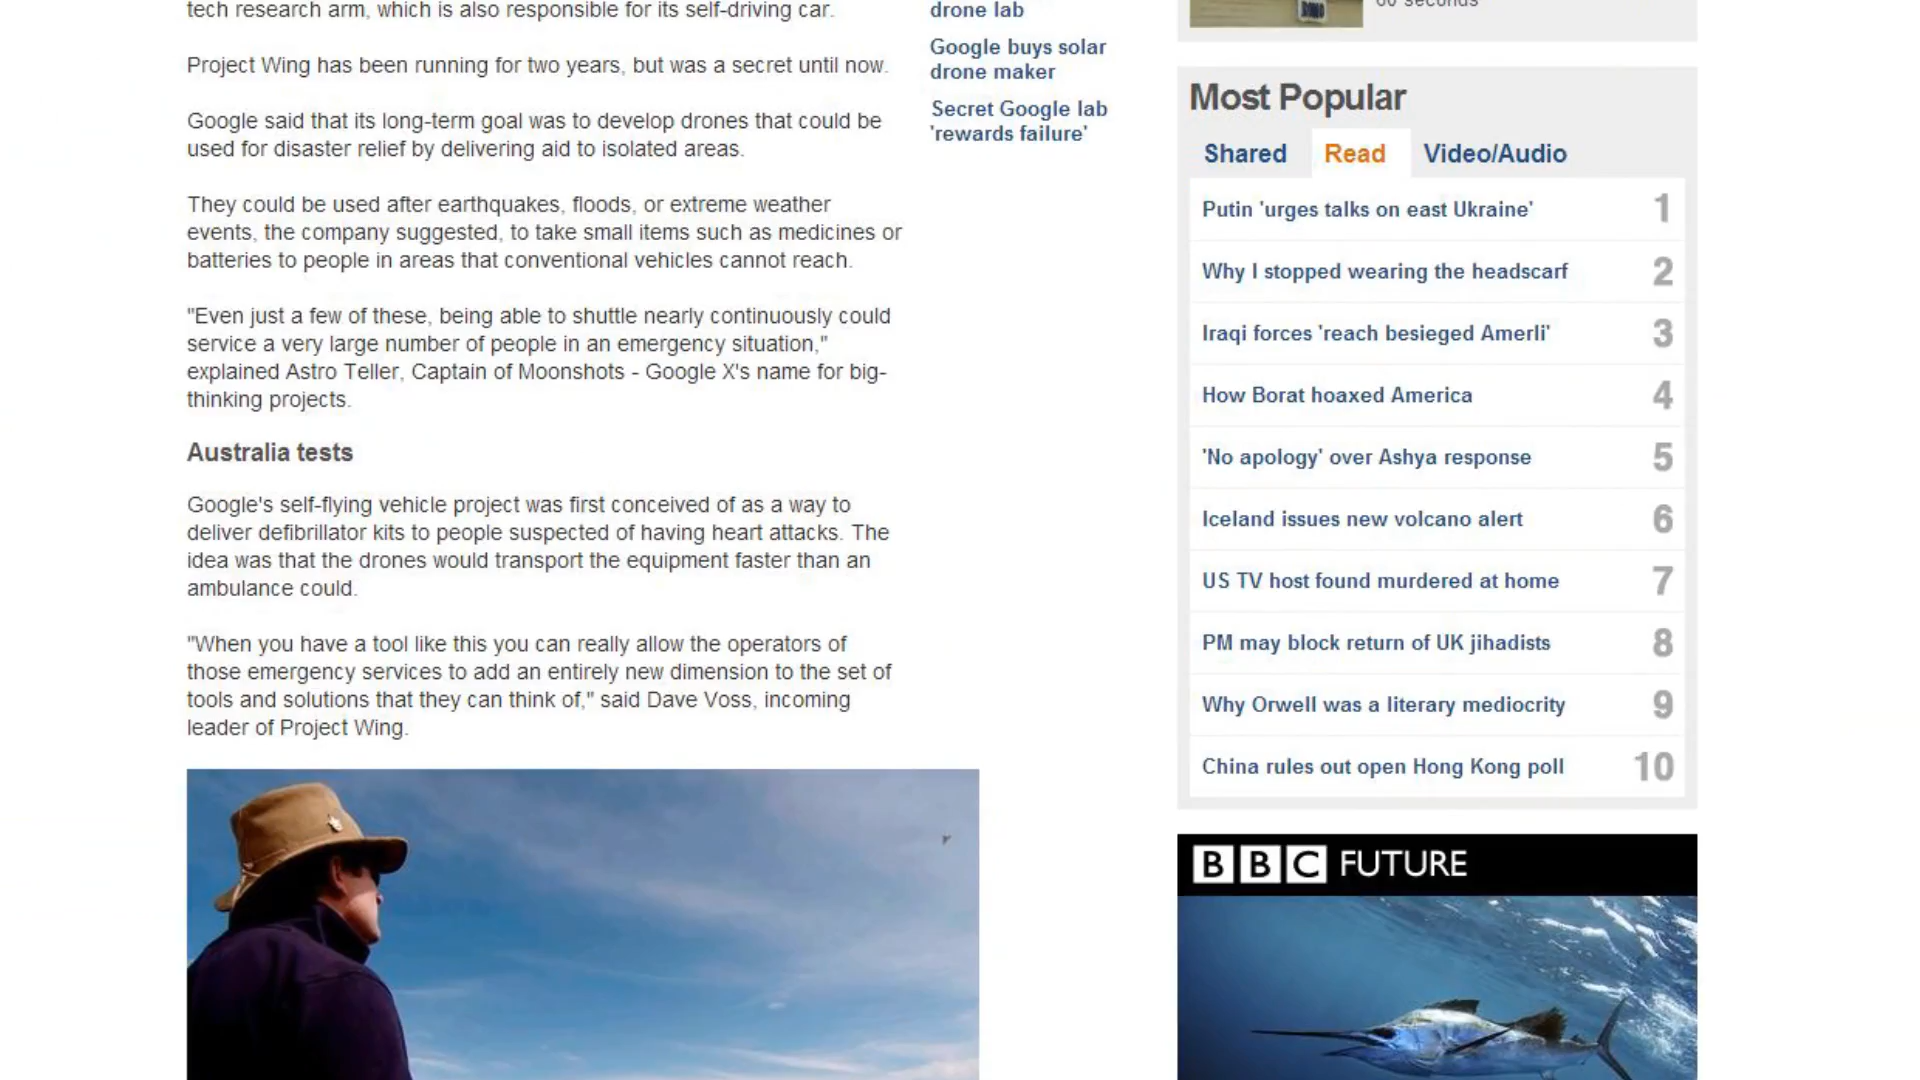 tech research arm, which is also responsible for its self-driving car.
Project Wing has been running for two years, but was a secret until now.
Google said that its long-term goal was to develop drones that could be
used for disaster relief by delivering aid to isolated areas.
They could be used after earthquakes, floods, or extreme weather
events, the company suggested, to take small items such as medicines or
batteries to people in areas that conventional vehicles cannot reach.
"Even just a few of these, being able to shuttle nearly continuously could
service a very large number of people in an emergency situation,"
explained Astro Teller, Captain of Moonshots - Google X's name for big-
thinking projects.
Australia tests
Google's self-flying vehicle project was first conceived of as a way to
deliver defibrillator kits to people suspected of having heart attacks. The
idea was that the drones would transport the equipment faster than an
ambulance could.
"When you have a tool like this you can really allow the operators of
those emergency services to add an entirely new dimension to the set of
tools and solutions that they can think of," said Dave Voss, incoming
leader of Project Wing.
drone lab
Google buys solar
drone maker
Secret Google lab
'rewards failure'
60 seconds
Most Popular
Shared Read Video/Audio
Putin 'urges talks on east Ukraine' 1
Why I stopped wearing the headscarf 2
Iraqi forces 'reach besieged Amerli' 3
How Borat hoaxed America 4
'No apology' over Ashya response 5
Iceland issues new volcano alert 6
US TV host found murdered at home 7
PM may block return of UK jihadists 8
Why Orwell was a literary mediocrity 9
China rules out open Hong Kong poll 10
BBC FUTURE